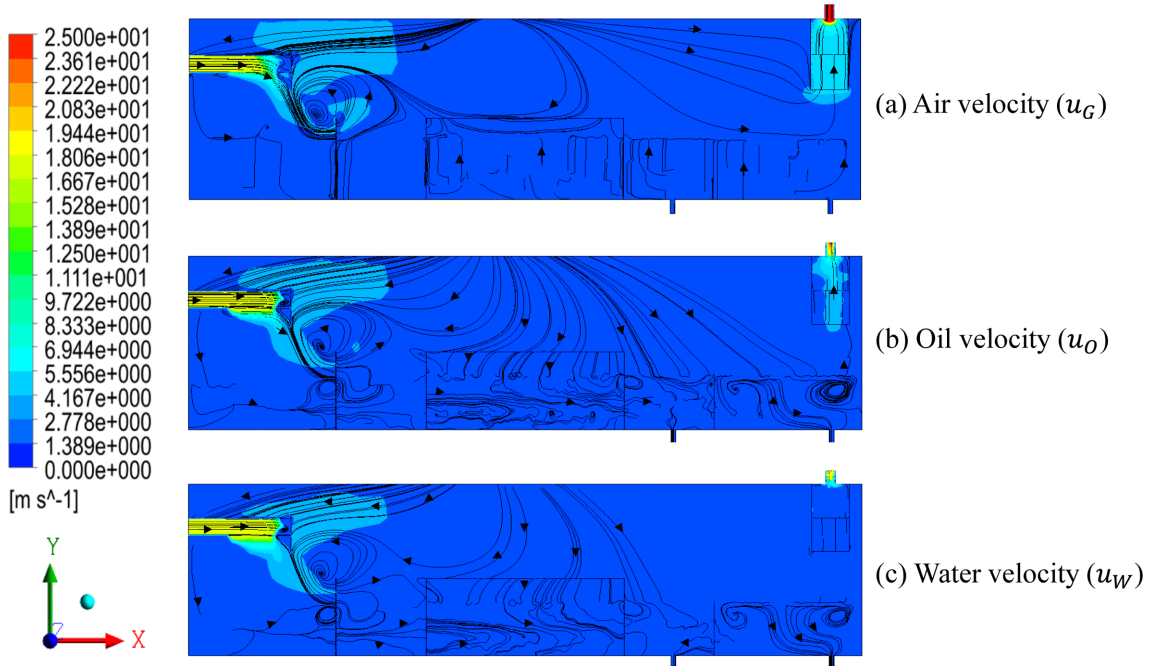 2.500e+001
2.361e+001
2.222e+001
2.083e+001
1.944e+001
1.806e+001
1.667e+001
1.528e+001
1.389e+001
1.250e+001
1.111e+001
9.722e+000
8.333e+000
6.944e+000
5.556e+000
4.167e+000
2.778e+000
1.389e+000
0.000e+000
[m s^-1]
Y
X
(a) Air velocity (u_G)
(b) Oil velocity (u_O)
(c) Water velocity (u_W)